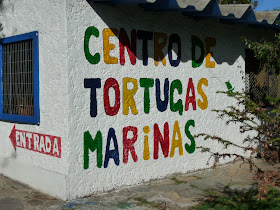 CENTRO DE
TORTUGAS
MARiNAS
ENTRADA